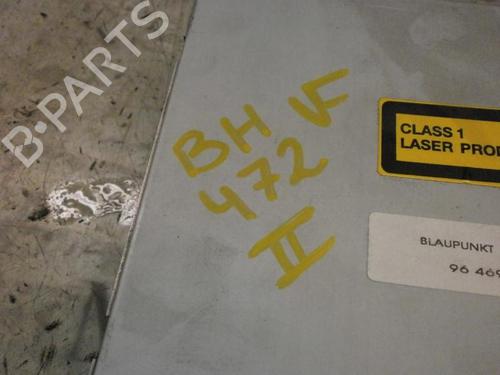 B-PARTS
BH VF
472
II
CLASS 1
LASER PROD
BLAUPUNKT
96 469